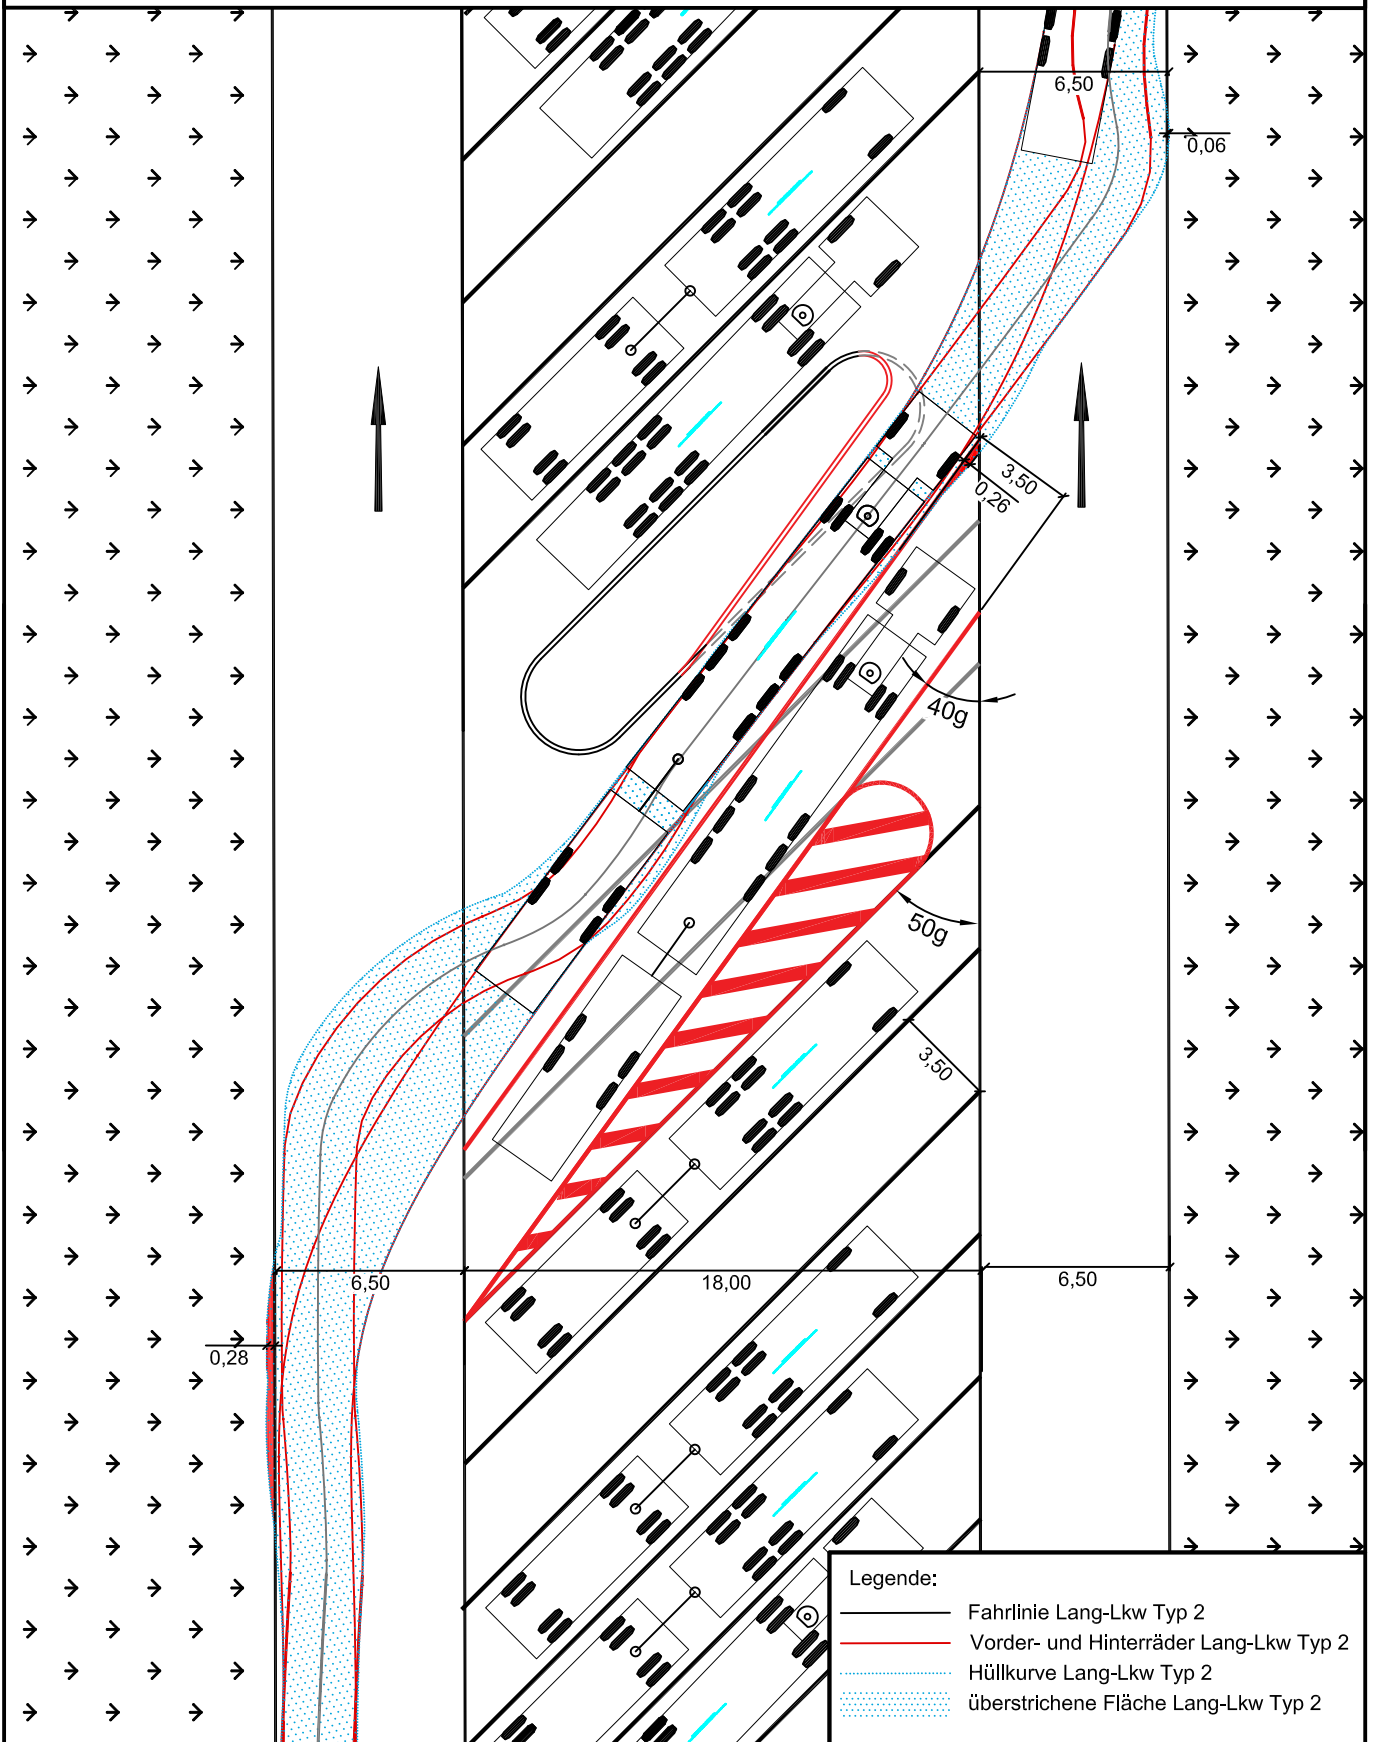 6,50
0,06
3,50
0,26
40g
50g
3,50
6,50
18,00
6,50
0,28
Legende:
Fahrlinie Lang-Lkw Typ 2
Vorder- und Hinterräder Lang-Lkw Typ 2
Hüllkurve Lang-Lkw Typ 2
überstrichene Fläche Lang-Lkw Typ 2